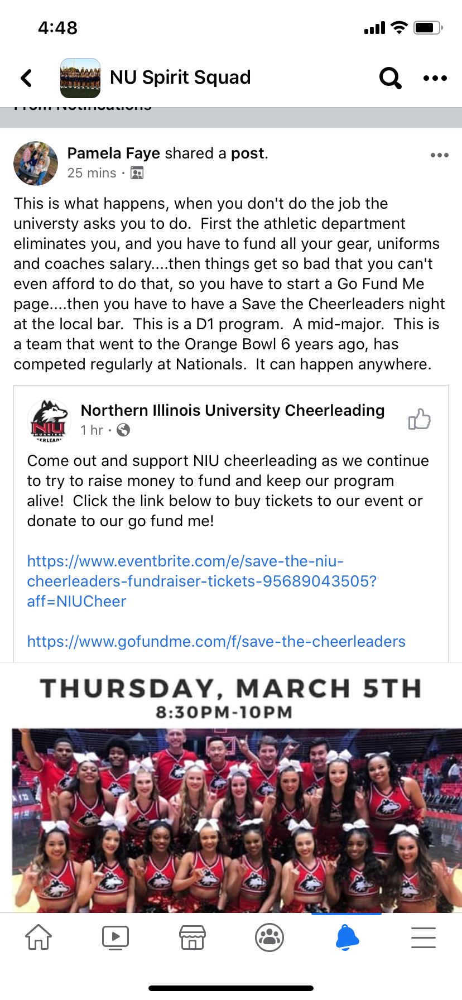 4:48
NU Spirit Squad
From Notifications
Pamela Faye shared a post.
25 mins ·
This is what happens, when you don't do the job the
universty asks you to do.  First the athletic department
eliminates you, and you have to fund all your gear, uniforms
and coaches salary....then things get so bad that you can't
even afford to do that, so you have to start a Go Fund Me
page....then you have to have a Save the Cheerleaders night
at the local bar.  This is a D1 program.  A mid-major.  This is
a team that went to the Orange Bowl 6 years ago, has
competed regularly at Nationals.  It can happen anywhere.
NIU
HUSKIES
Northern Illinois University Cheerleading
1 hr ·
Come out and support NIU cheerleading as we continue
to try to raise money to fund and keep our program
alive!  Click the link below to buy tickets to our event or
donate to our go fund me!
https://www.eventbrite.com/e/save-the-niu-
cheerleaders-fundraiser-tickets-95689043505?
aff=NIUCheer
https://www.gofundme.com/f/save-the-cheerleaders
THURSDAY, MARCH 5TH
8:30PM-10PM